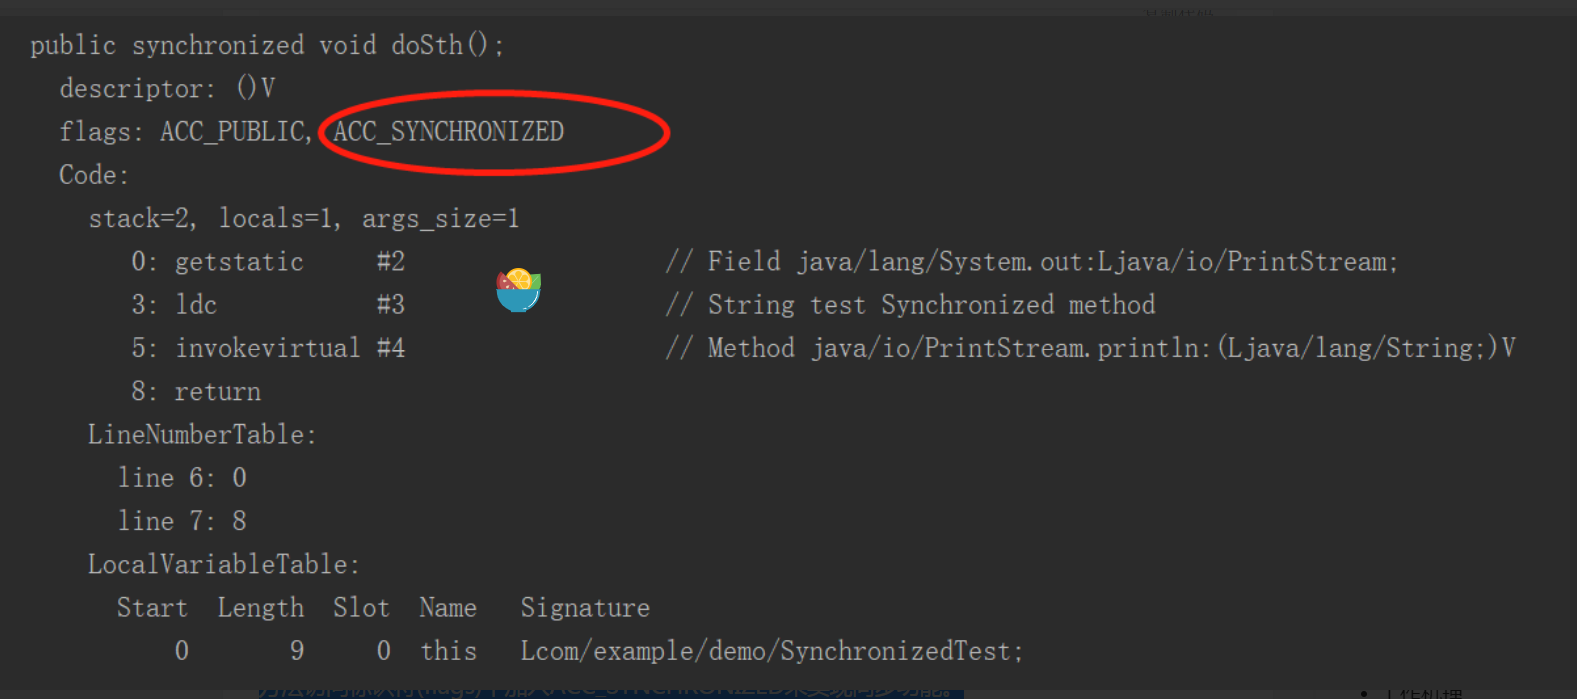 public synchronized void doSth();
descriptor: ()V
flags: ACC_PUBLIC, ACC_SYNCHRONIZED
Code:
stack=2, locals=1, args_size=1
0: getstatic #2 // Field java/lang/System.out:Ljava/io/PrintStream;
3: ldc #3 // String test Synchronized method
5: invokevirtual #4 // Method java/io/PrintStream.println:(Ljava/lang/String;)V
8: return
LineNumberTable:
line 6: 0
line 7: 8
LocalVariableTable:
Start Length Slot Name Signature
0 9 0 this Lcom/example/demo/SynchronizedTest;